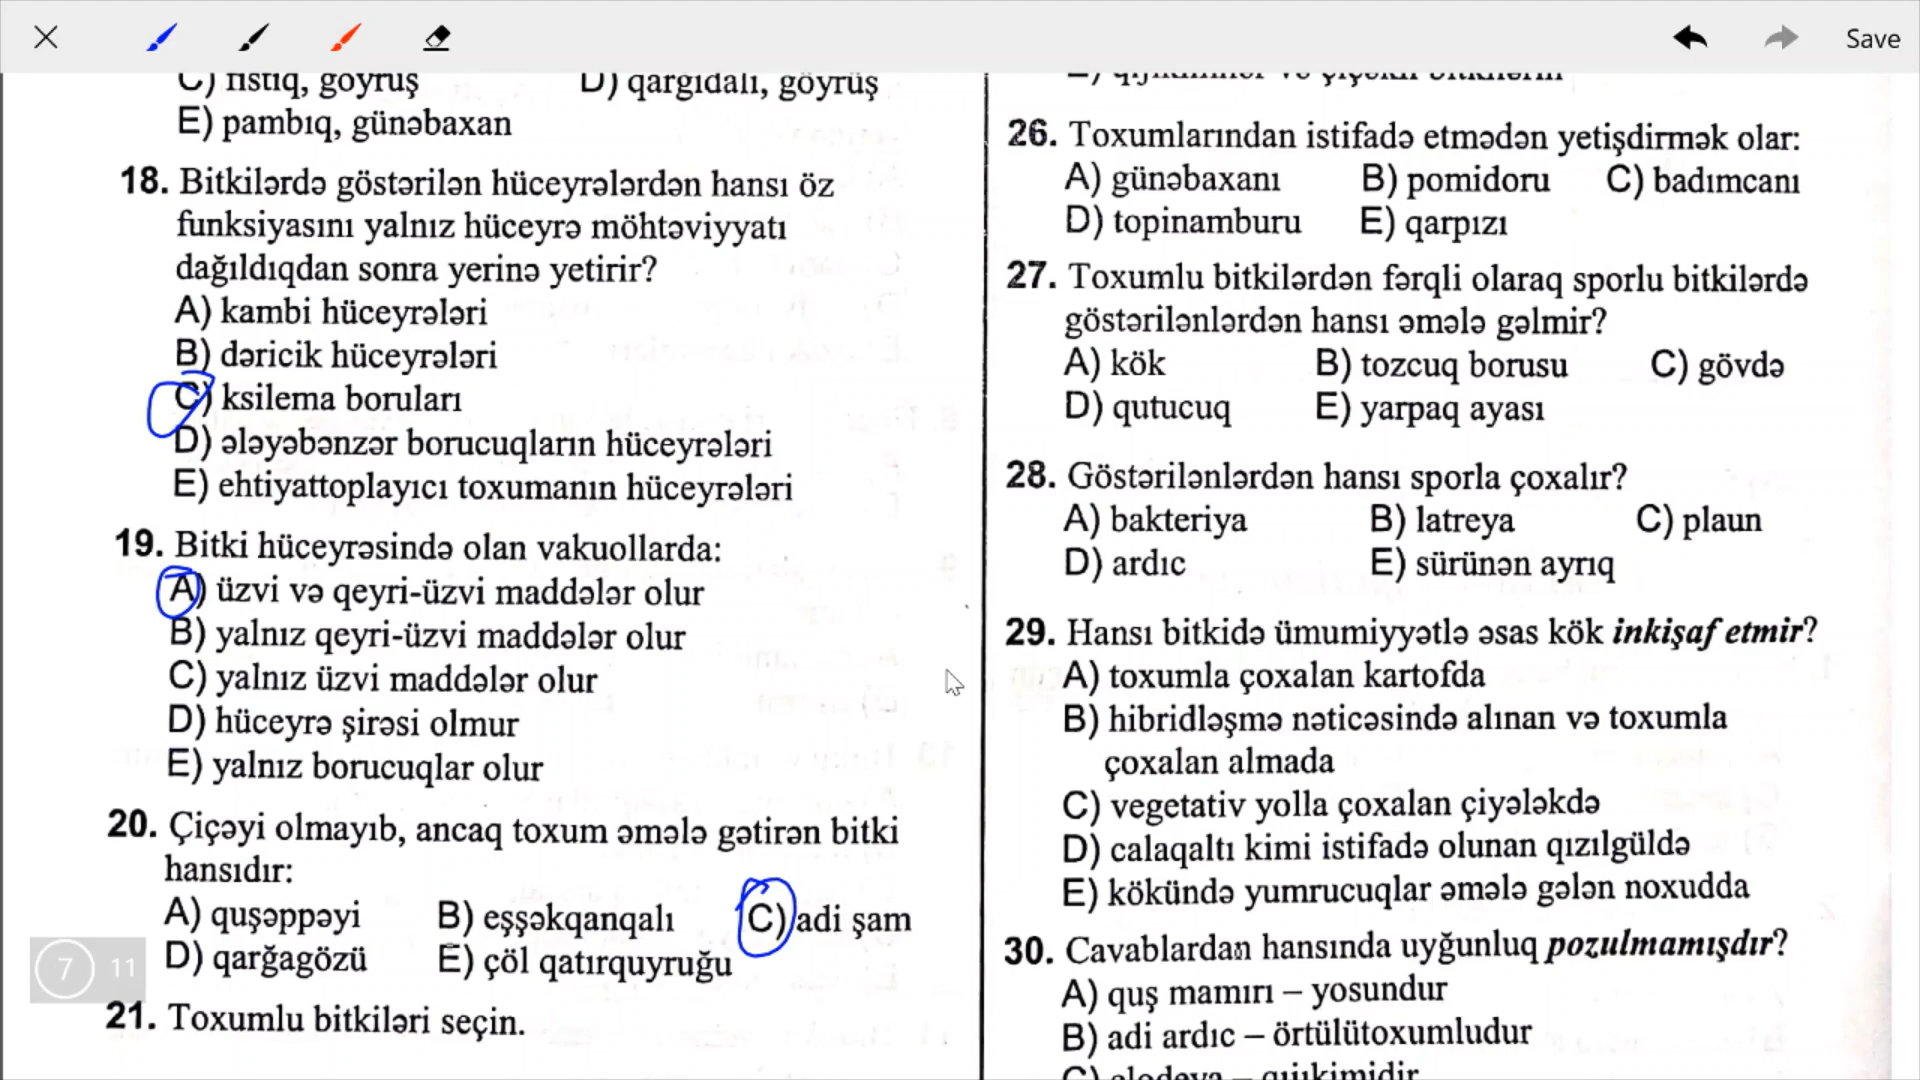 Save
C) fıstıq, göyrüş D) qarğıdalı, göyrüş
E) pambıq, günəbaxan
18. Bitkilərdə göstərilən hüceyrələrdən hansı öz
funksiyasını yalnız hüceyrə möhtəviyyatı
dağıldıqdan sonra yerinə yetirir?
A) kambi hüceyrələri
B) dəricik hüceyrələri
C) ksilema boruları
D) ələyəbənzər borucuqların hüceyrələri
E) ehtiyattoplayıcı toxumanın hüceyrələri
19. Bitki hüceyrəsində olan vakuollarda:
A) üzvi və qeyri-üzvi maddələr olur
B) yalnız qeyri-üzvi maddələr olur
C) yalnız üzvi maddələr olur
D) hüceyrə şirəsi olmur
E) yalnız borucuqlar olur
20. Çiçəyi olmayıb, ancaq toxum əmələ gətirən bitki
hansıdır:
A) quşəppəyi B) eşşəkqanqalı C) adi şam
D) qarğagözü E) çöl qatırquyruğu
7 11
21. Toxumlu bitkiləri seçin.
26. Toxumlarından istifadə etmədən yetişdirmək olar:
A) günəbaxanı B) pomidoru C) badımcanı
D) topinamburu E) qarpızı
27. Toxumlu bitkilərdən fərqli olaraq sporlu bitkilərdə
göstərilənlərdən hansı əmələ gəlmir?
A) kök B) tozcuq borusu C) gövdə
D) qutucuq E) yarpaq ayası
28. Göstərilənlərdən hansı sporla çoxalır?
A) bakteriya B) latreya C) plaun
D) ardıc E) sürünən ayrıq
29. Hansı bitkidə ümumiyyətlə əsas kök inkişaf etmir?
A) toxumla çoxalan kartofda
B) hibridləşmə nəticəsində alınan və toxumla
çoxalan almada
C) vegetativ yolla çoxalan çiyələkdə
D) calaqaltı kimi istifadə olunan qızılgüldə
E) kökündə yumrucuqlar əmələ gələn noxudda
30. Cavablardan hansında uyğunluq pozulmamışdır?
A) quş mamırı – yosundur
B) adi ardıc – örtülütoxumludur
C) elodeya – qıjıkimidir